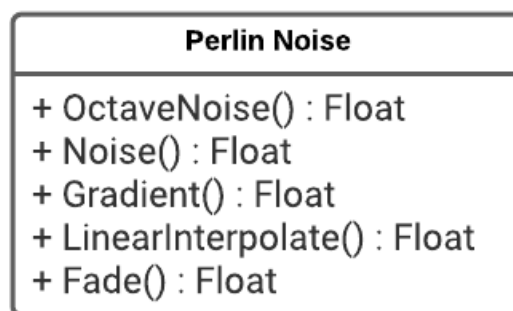 Perlin Noise
+ OctaveNoise() : Float
+ Noise() : Float
+ Gradient() : Float
+ LinearInterpolate() : Float
+ Fade() : Float